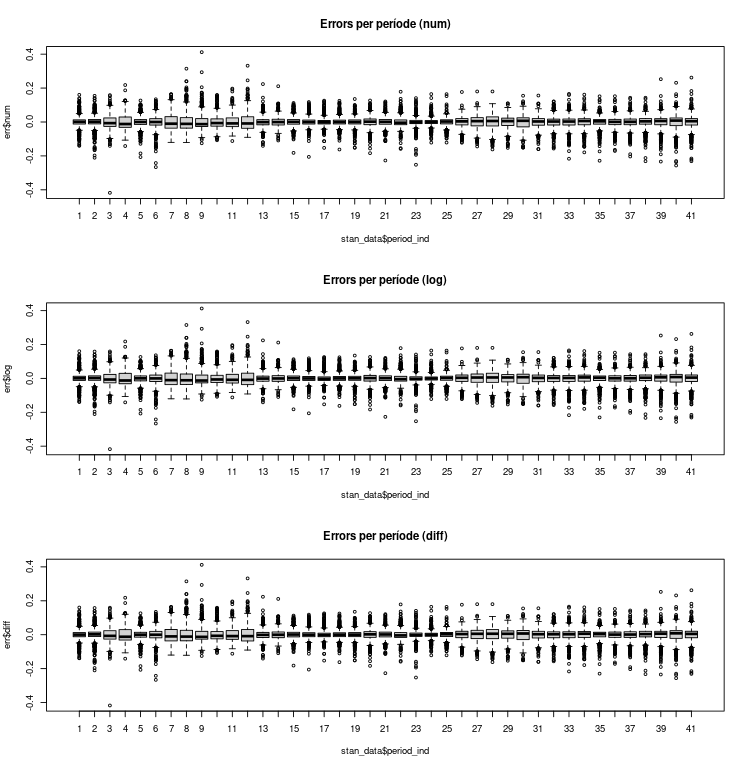 Errors per període (num)
err$num
0.4
0.2
0.0
-0.2
-0.4
1 2 3 4 5 6 7 8 9 11 13 15 17 19 21 23 25 27 29 31 33 35 37 39 41
stan_data$period_ind
Errors per període (log)
err$log
0.4
0.2
0.0
-0.2
-0.4
1 2 3 4 5 6 7 8 9 11 13 15 17 19 21 23 25 27 29 31 33 35 37 39 41
stan_data$period_ind
Errors per període (diff)
err$diff
0.4
0.2
0.0
-0.2
-0.4
1 2 3 4 5 6 7 8 9 11 13 15 17 19 21 23 25 27 29 31 33 35 37 39 41
stan_data$period_ind